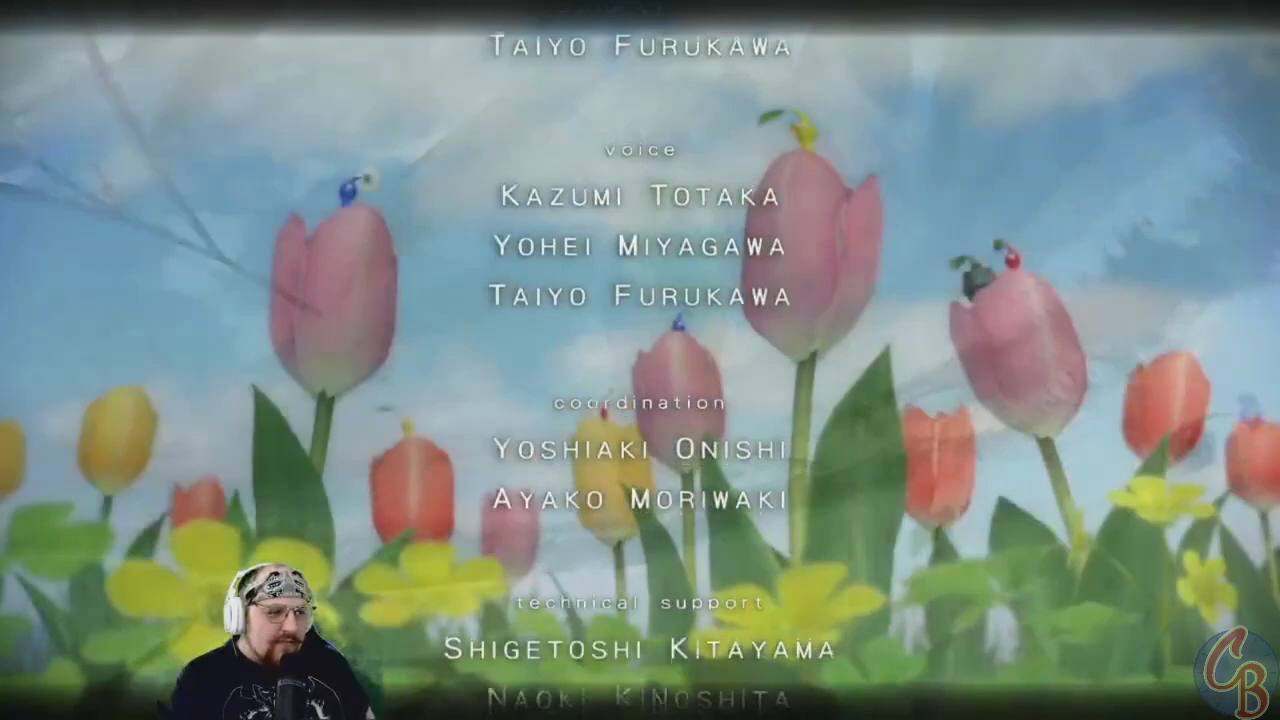 TAIYO FURUKAWA
voice
KAZUMI TOTAKA
YOHEI MIYAGAWA
TAIYO FURUKAWA
coordination
YOSHIAKI ONISHI
AYAKO MORIWAKI
technical support
SHIGETOSHI KITAYAMA
NAOKI KINOSHITA
CB